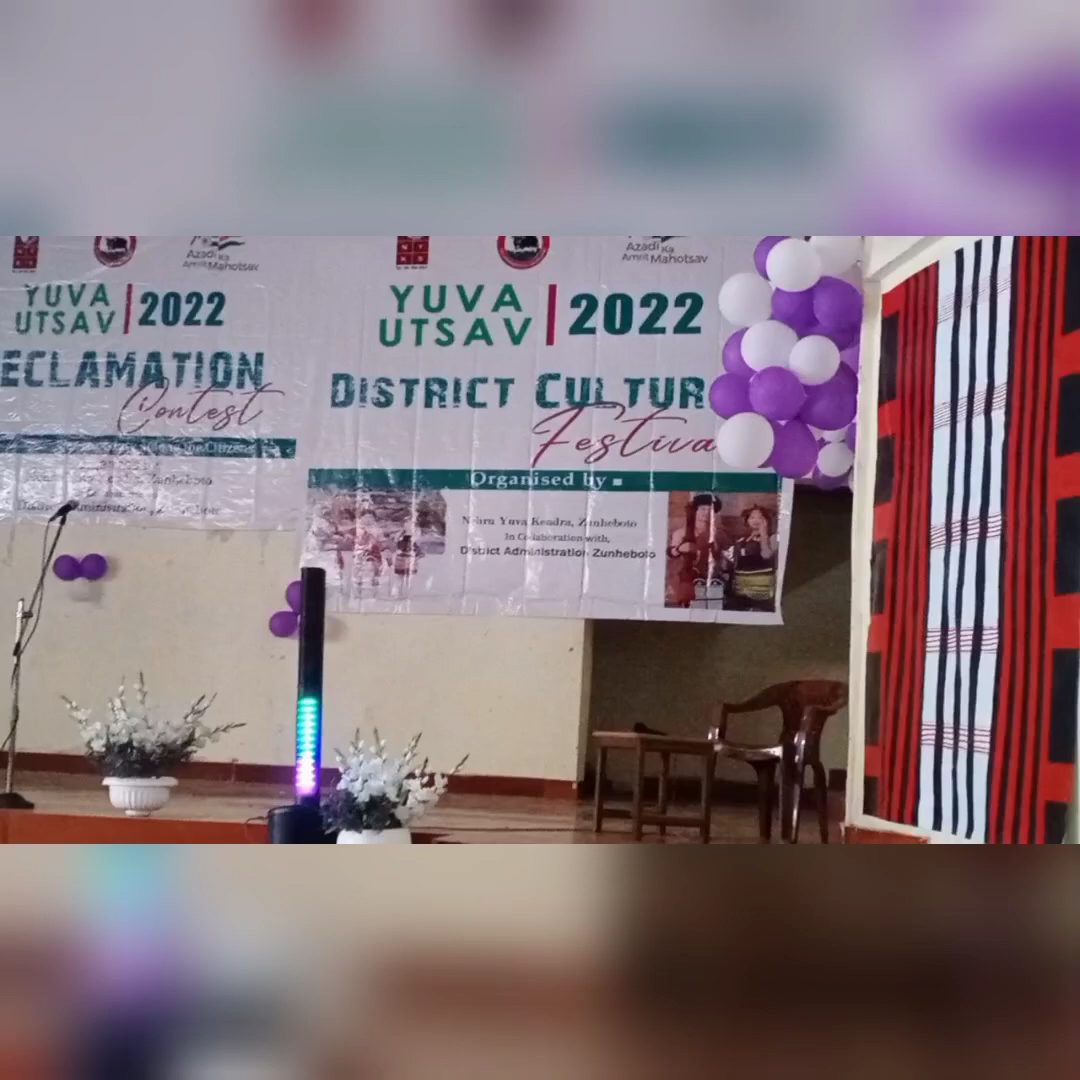 Azadi Ka
Amrit Mahotsav
YUVA
UTSAV
2022
ECLAMATION
Contest
Azadi Ka
Amrit Mahotsav
YUVA
UTSAV
2022
DISTRICT CULTUR
Festiva
Organised by
Nehru Yuva Kendra, Zunheboto
In Collaboration with,
District Administration Zunheboto